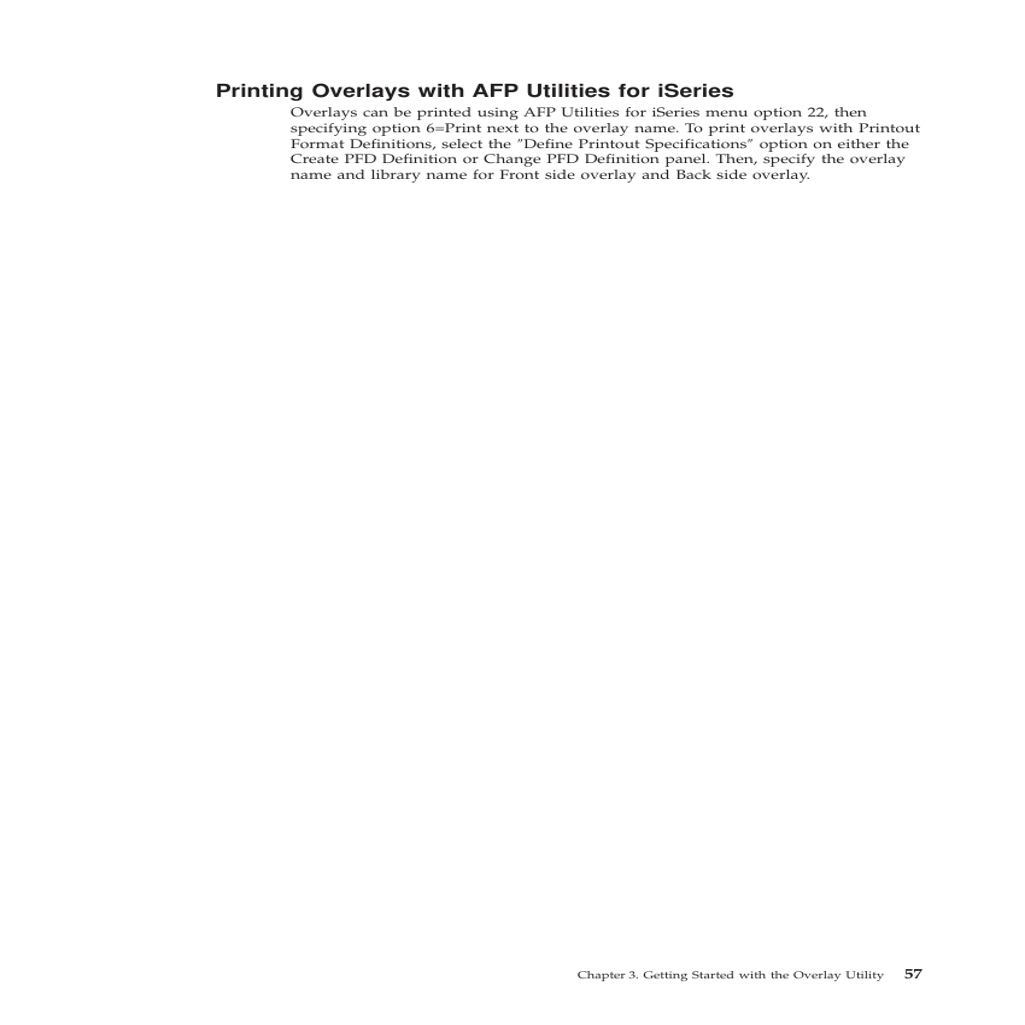 Printing Overlays with AFP Utilities for iSeries
Overlays can be printed using AFP Utilities for iSeries menu option 22, then
specifying option 6=Print next to the overlay name. To print overlays with Printout
Format Definitions, select the ″Define Printout Specifications″ option on either the
Create PFD Definition or Change PFD Definition panel. Then, specify the overlay
name and library name for Front side overlay and Back side overlay.
Chapter 3. Getting Started with the Overlay Utility 57